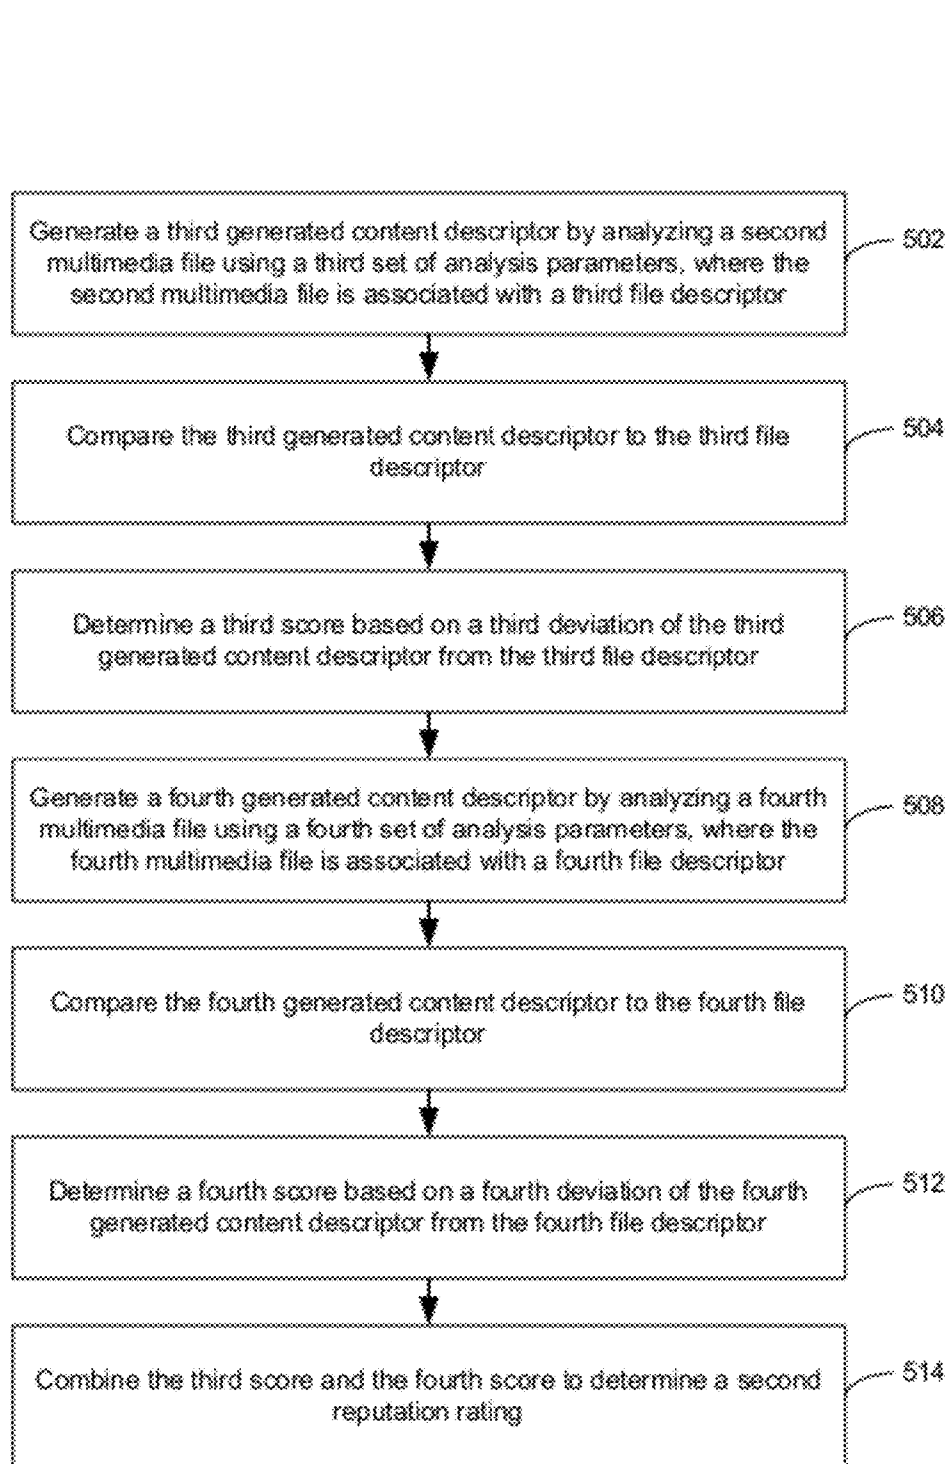 Generate a third generated content descriptor by analyzing a second
multimedia file using a third set of analysis parameters, where the
second multimedia file is associated with a third file descriptor
502
Compare the third generated content descriptor to the third file
descriptor
504
Determine a third score based on a third deviation of the third
generated content descriptor from the third file descriptor
506
Generate a fourth generated content descriptor by analyzing a fourth
multimedia file using a fourth set of analysis parameters, where the
fourth multimedia file is associated with a fourth file descriptor
508
Compare the fourth generated content descriptor to the fourth file
descriptor
510
Determine a fourth score based on a fourth deviation of the fourth
generated content descriptor from the fourth file descriptor
512
Combine the third score and the fourth score to determine a second
reputation rating
514